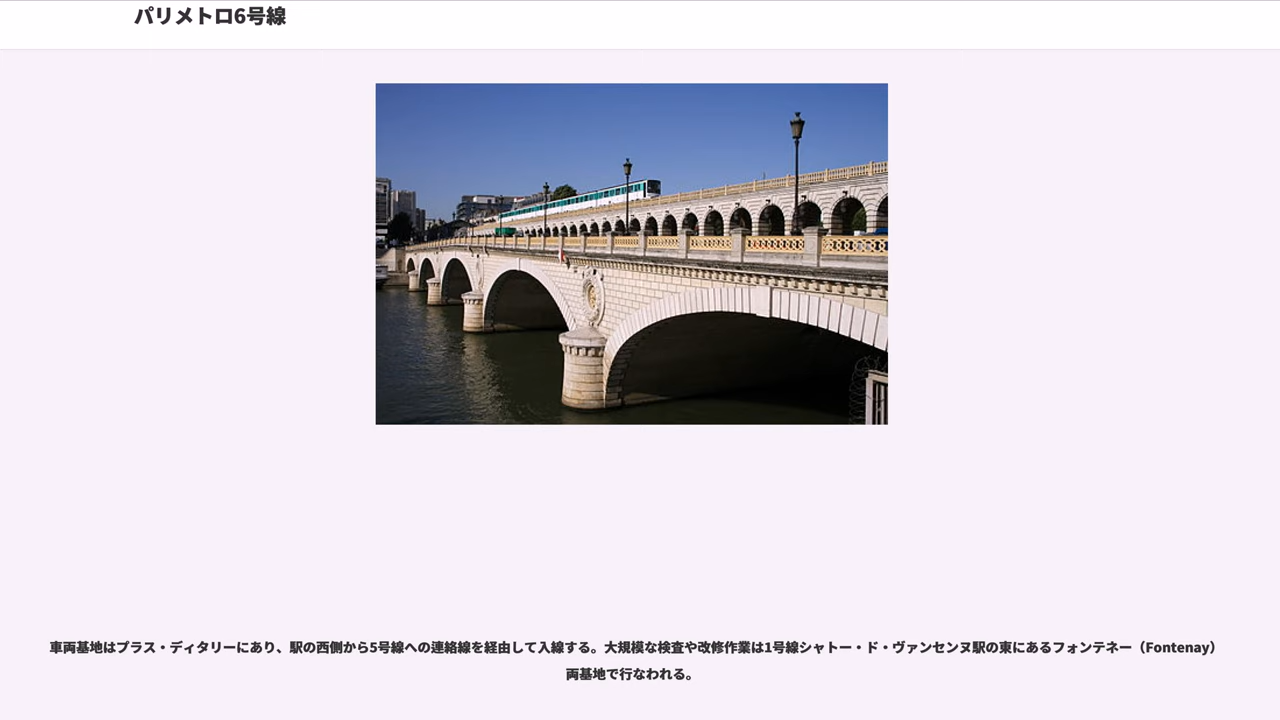 パリメトロ6号線
車両基地はプラス・ディタリーにあり、駅の西側から5号線への連絡線を経由して入線する。大規模な検査や改修作業は1号線シャトー・ド・ヴァンセンヌ駅の東にあるフォンテネー（Fontenay）
両基地で行なわれる。